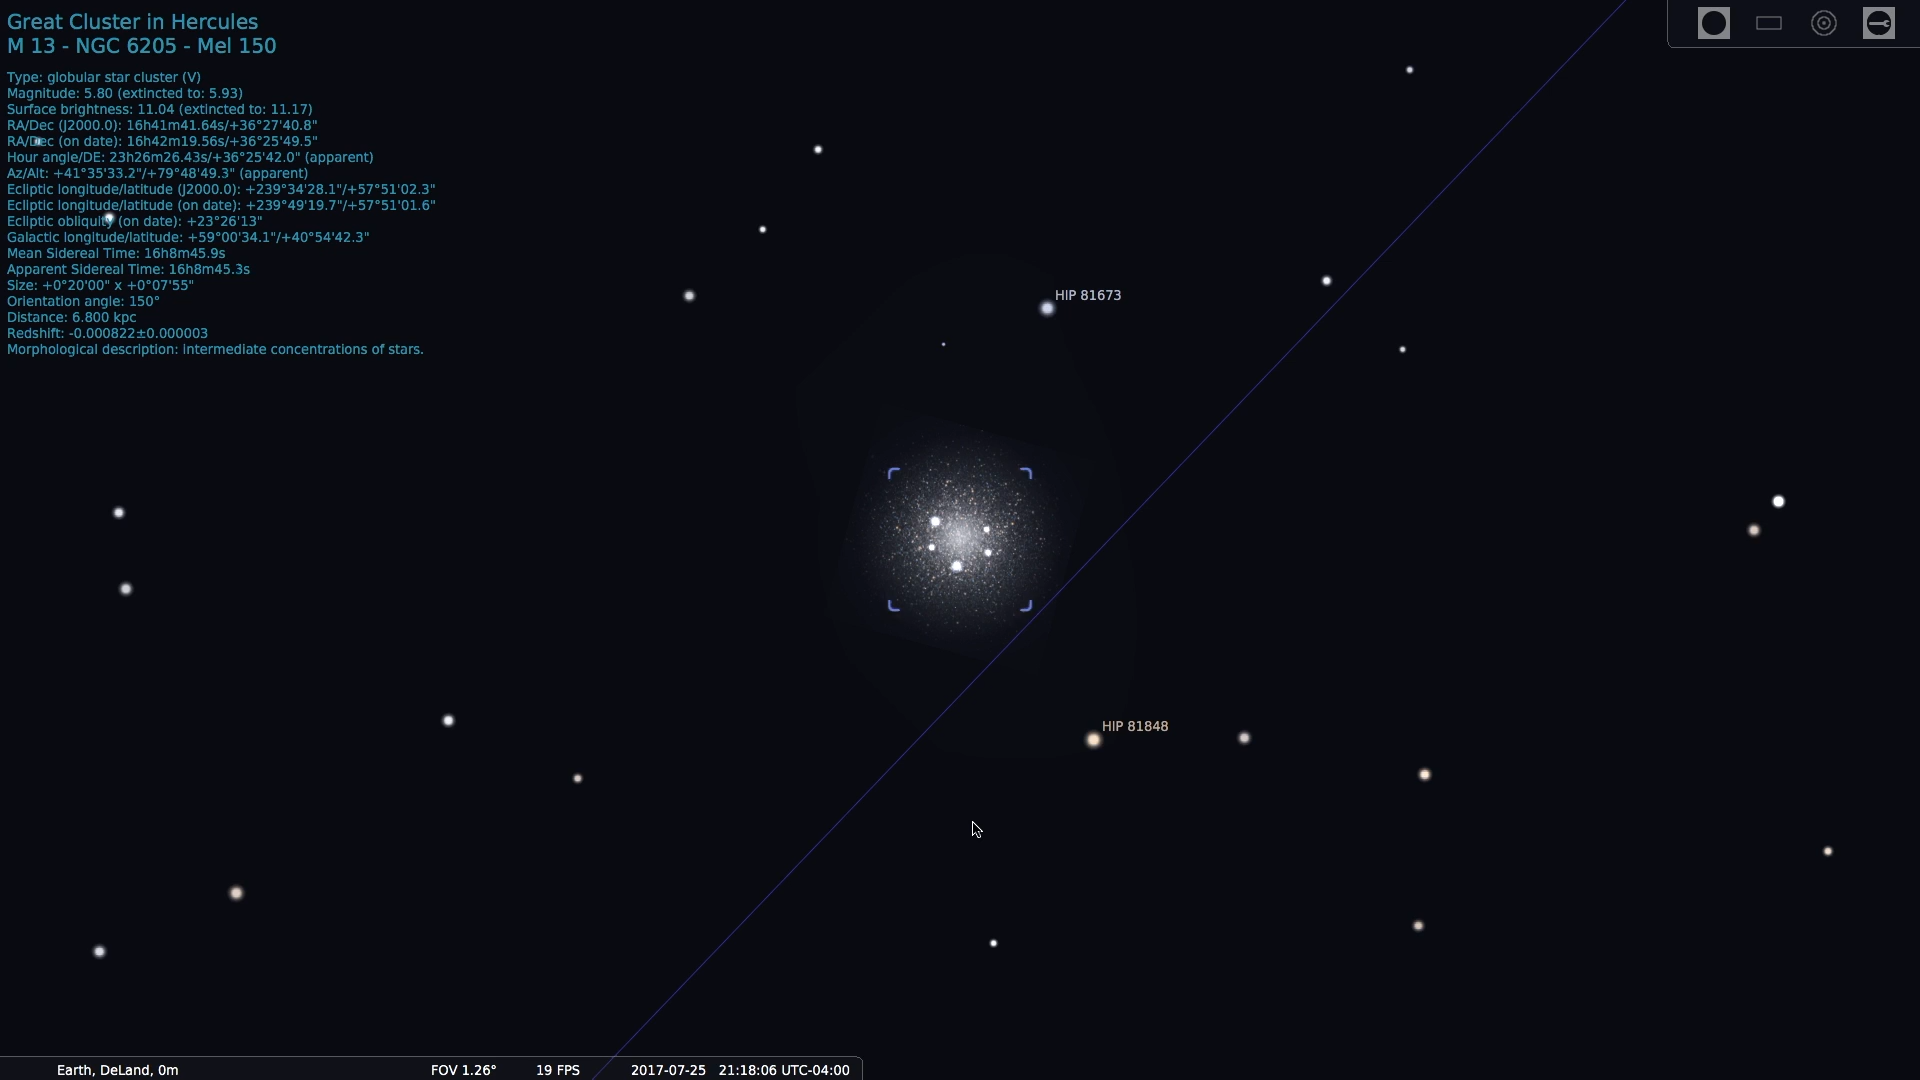 Great Cluster in Hercules
M 13 - NGC 6205 - Mel 150
Type: globular star cluster (V)
Magnitude: 5.80 (extincted to: 5.93)
Surface brightness: 11.04 (extincted to: 11.17)
RA/Dec (J2000.0): 16h41m41.64s/+36°27'40.8"
RA/Dec (on date): 16h42m19.56s/+36°25'49.5"
Hour angle/DE: 23h26m26.43s/+36°25'42.0" (apparent)
Az/Alt: +41°35'33.2"/+79°48'49.3" (apparent)
Ecliptic longitude/latitude (J2000.0): +239°34'28.1"/+57°51'02.3"
Ecliptic longitude/latitude (on date): +239°49'19.7"/+57°51'01.6"
Ecliptic obliquity (on date): +23°26'13"
Galactic longitude/latitude: +59°00'34.1"/+40°54'42.3"
Mean Sidereal Time: 16h8m45.9s
Apparent Sidereal Time: 16h8m45.3s
Size: +0°20'00" x +0°07'55"
Orientation angle: 150°
Distance: 6.800 kpc
Redshift: -0.000822±0.000003
Morphological description: intermediate concentrations of stars.
HIP 81673
HIP 81848
Earth, DeLand, 0m FOV 1.26° 19 FPS 2017-07-25 21:18:06 UTC-04:00